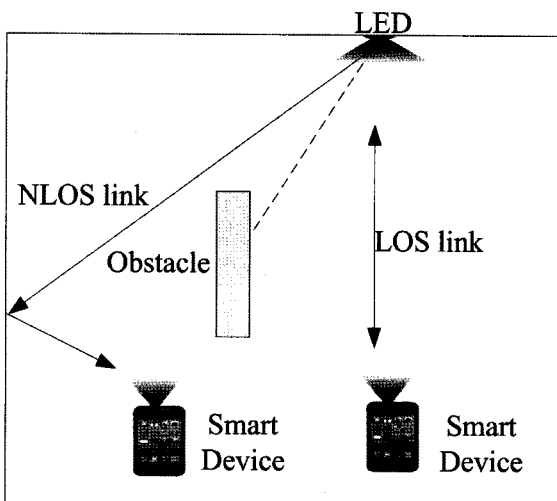 LED
NLOS link
LOS link
Obstacle
Smart
Device
Smart
Device